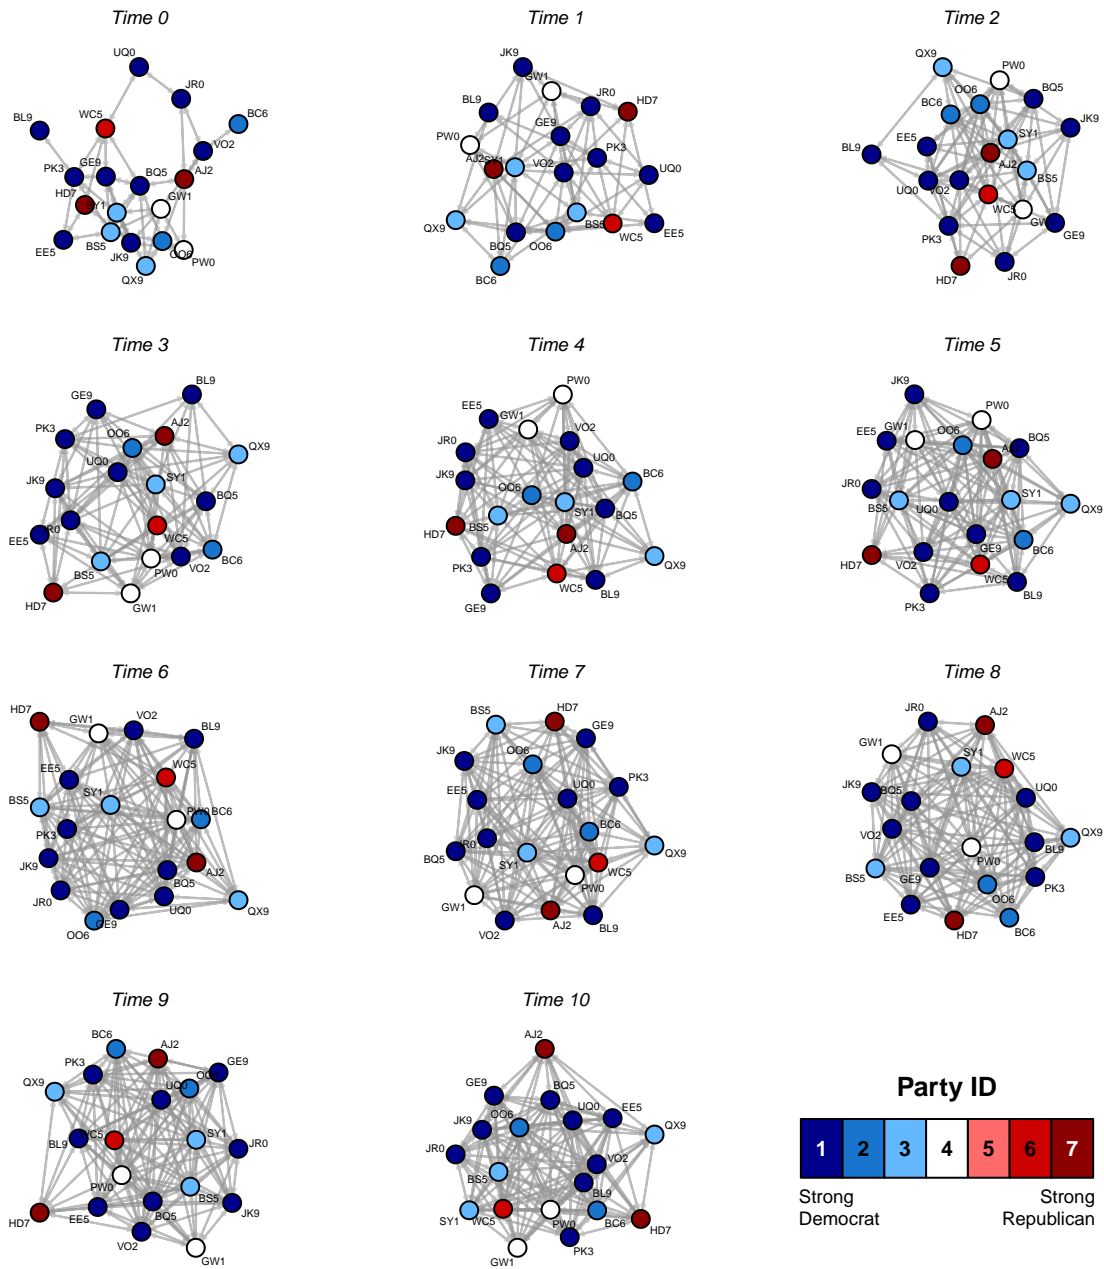 Time 0
UQ0
JR0
BL9
WC5
BC6
VO2
PK3
GE9
BQ5
AJ2
HD7
SY1
GW1
EE5
BS5
JK9
OO6
PW0
QX9
Time 1
JK9
GW1
BL9
JR0
HD7
PW0
GE9
AJ2
SY1
VO2
PK3
UQ0
QX9
BQ5
OO6
BS5
WC5
EE5
BC6
Time 2
QX9
PW0
OO6
BQ5
BC6
JK9
EE5
SY1
BL9
AJ2
BS5
UQ0
VO2
WC5
GW1
PK3
GE9
HD7
JR0
Time 3
BL9
GE9
PK3
OO6
AJ2
QX9
UQ0
JK9
SY1
BQ5
JR0
EE5
WC5
BS5
PW0
VO2
BC6
HD7
GW1
Time 4
PW0
EE5
GW1
VO2
JR0
UQ0
JK9
BC6
OO6
HD7
BS5
SY1
BQ5
AJ2
PK3
QX9
WC5
BL9
GE9
Time 5
JK9
PW0
EE5
GW1
OO6
BQ5
AJ2
JR0
BS5
UQ0
SY1
QX9
HD7
VO2
GE9
BC6
WC5
PK3
BL9
Time 6
HD7
GW1
VO2
BL9
EE5
WC5
BS5
SY1
PW0
BC6
PK3
JK9
AJ2
BQ5
JR0
UQ0
QX9
OO6
GE9
Time 7
BS5
HD7
GE9
JK9
OO6
EE5
UQ0
PK3
BC6
JR0
BQ5
SY1
QX9
WC5
PW0
GW1
VO2
AJ2
BL9
Time 8
JR0
AJ2
GW1
SY1
WC5
JK9
BQ5
UQ0
VO2
QX9
BS5
PW0
BL9
GE9
PK3
OO6
EE5
HD7
BC6
Time 9
BC6
AJ2
PK3
GE9
QX9
UQ0
OO6
BL9
WC5
SY1
JR0
PW0
BS5
HD7
EE5
BQ5
JK9
VO2
GW1
Time 10
AJ2
GE9
BQ5
JK9
OO6
UQ0
EE5
JR0
QX9
VO2
BS5
BL9
SY1
WC5
PW0
BC6
HD7
GW1
PK3
Party ID
1 2 3 4 5 6 7
Strong Democrat
Strong Republican